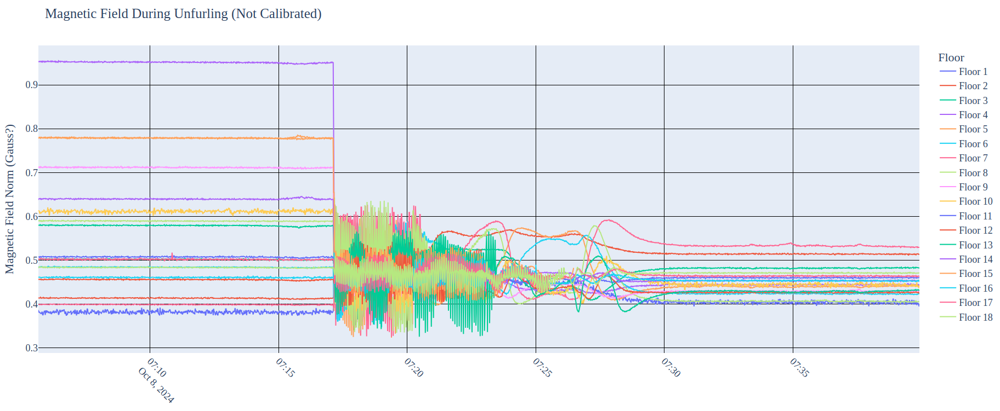 Magnetic Field During Unfurling (Not Calibrated)
Magnetic Field Norm (Gauss?)
0.9
0.8
0.7
0.6
0.5
0.4
0.3
07:10
Oct 8, 2024
07:15
07:20
07:25
07:30
07:35
Floor
Floor 1
Floor 2
Floor 3
Floor 4
Floor 5
Floor 6
Floor 7
Floor 8
Floor 9
Floor 10
Floor 11
Floor 12
Floor 13
Floor 14
Floor 15
Floor 16
Floor 17
Floor 18